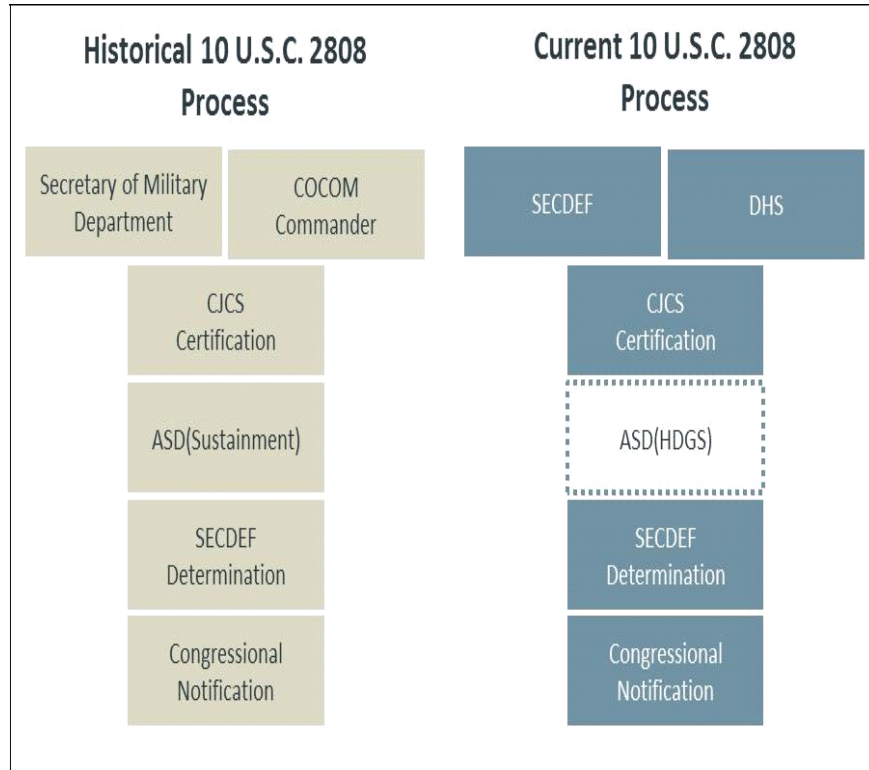 Historical 10 U.S.C. 2808
Process
Secretary of Military
Department
COCOM
Commander
CJCS
Certification
ASD(Sustainment)
SECDEF
Determination
Congressional
Notification
Current 10 U.S.C. 2808
Process
SECDEF
DHS
CJCS
Certification
ASD(HDGS)
SECDEF
Determination
Congressional
Notification